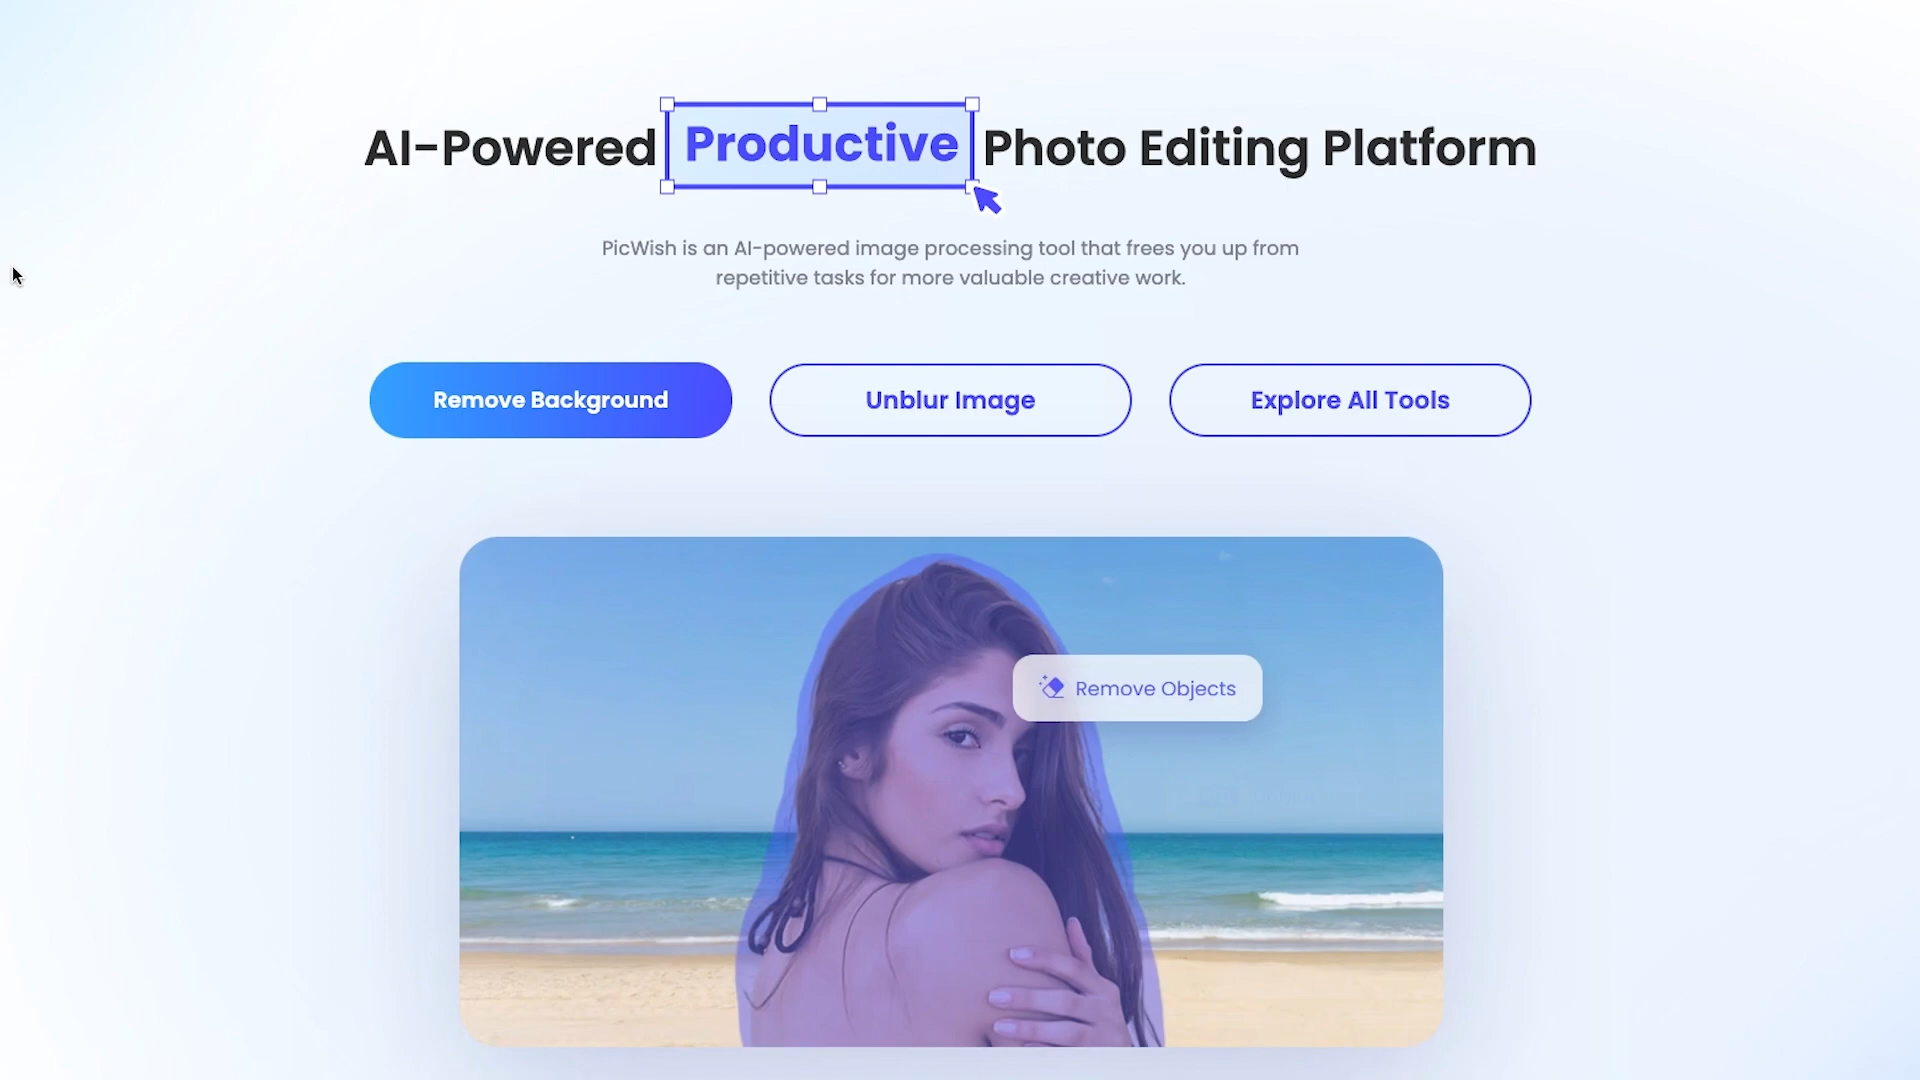 AI-Powered Productive Photo Editing Platform
PicWish is an AI-powered image processing tool that frees you up from
repetitive tasks for more valuable creative work.
Remove Background
Unblur Image
Explore All Tools
Remove Objects